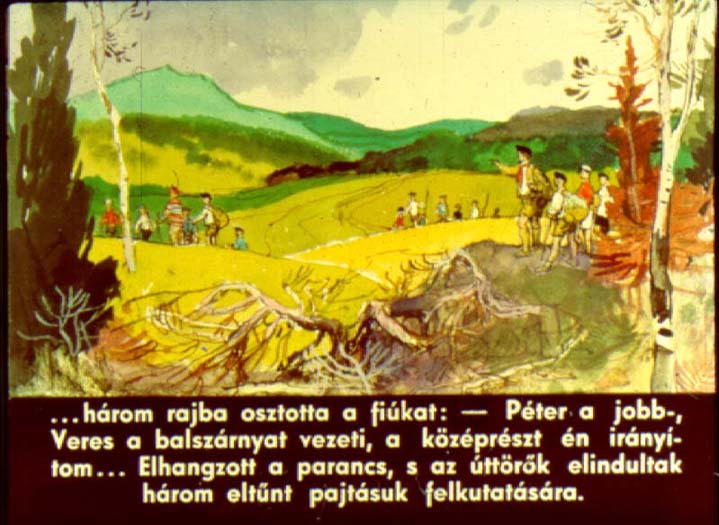 ...három rajba osztotta a fiúkat: — Péter a jobb-,
Veres a balszárnyat vezeti, a középrészt én irányí-
tom... Elhangzott a parancs, s az úttörők elindultak
három eltűnt pajtásuk felkutatására.